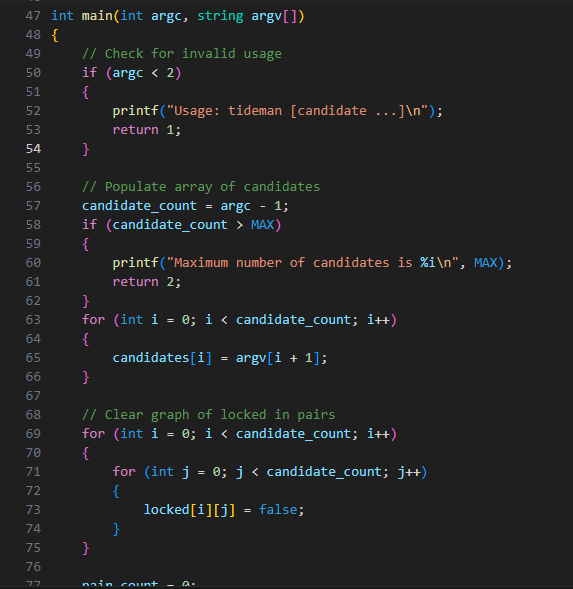 47 int main(int argc, string argv[])
48 {
49     // Check for invalid usage
50     if (argc < 2)
51     {
52         printf("Usage: tideman [candidate ...]\n");
53         return 1;
54     }
55
56     // Populate array of candidates
57     candidate_count = argc - 1;
58     if (candidate_count > MAX)
59     {
60         printf("Maximum number of candidates is %i\n", MAX);
61         return 2;
62     }
63     for (int i = 0; i < candidate_count; i++)
64     {
65         candidates[i] = argv[i + 1];
66     }
67
68     // Clear graph of locked in pairs
69     for (int i = 0; i < candidate_count; i++)
70     {
71         for (int j = 0; j < candidate_count; j++)
72         {
73             locked[i][j] = false;
74         }
75     }
76
77     pair_count = 0;